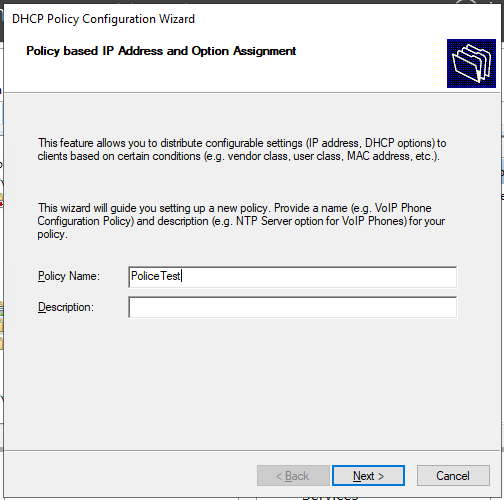 DHCP Policy Configuration Wizard
Policy based IP Address and Option Assignment
This feature allows you to distribute configurable settings (IP address, DHCP options) to
clients based on certain conditions (e.g. vendor class, user class, MAC address, etc.).
This wizard will guide you setting up a new policy. Provide a name (e.g. VoIP Phone
Configuration Policy) and description (e.g. NTP Server option for VoIP Phones) for your
policy.
Policy Name: PoliceTest
Description:
< Back Next > Cancel